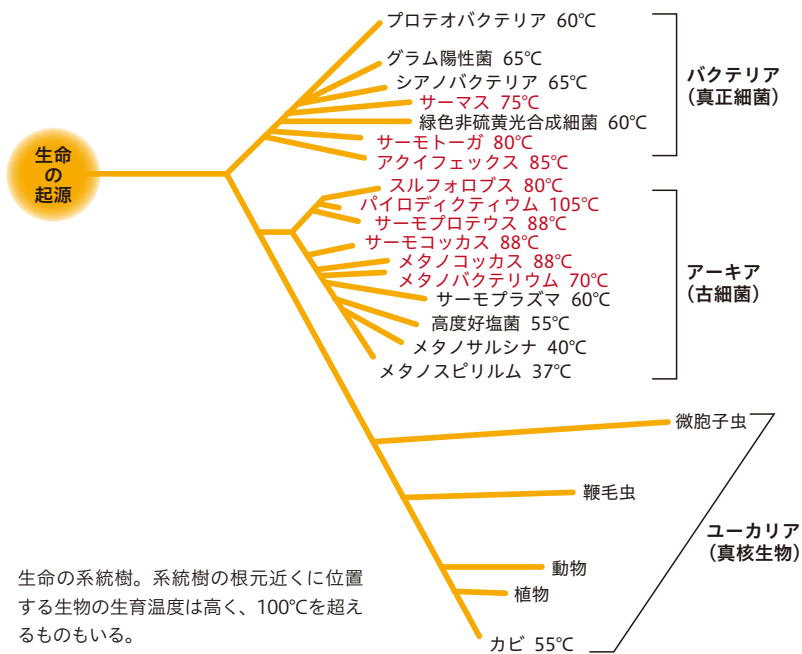 生命
の
起源
プロテオバクテリア 60℃
グラム陽性菌 65℃
シアノバクテリア 65℃
サーマス 75℃
緑色非硫黄光合成細菌 60℃
サーモトーガ 80℃
アクイフェックス 85℃
バクテリア
（真正細菌）
スルフォロブス 80℃
パイロディクティウム 105℃
サーモプロテウス 88℃
サーモコッカス 88℃
メタノコッカス 88℃
メタノバクテリウム 70℃
サーモプラズマ 60℃
高度好塩菌 55℃
メタノサルシナ 40℃
メタノスピリルム 37℃
アーキア
（古細菌）
微胞子虫
鞭毛虫
動物
植物
カビ 55℃
ユーカリア
（真核生物）
生命の系統樹。系統樹の根元近くに位置
する生物の生育温度は高く、100℃を超え
るものもいる。